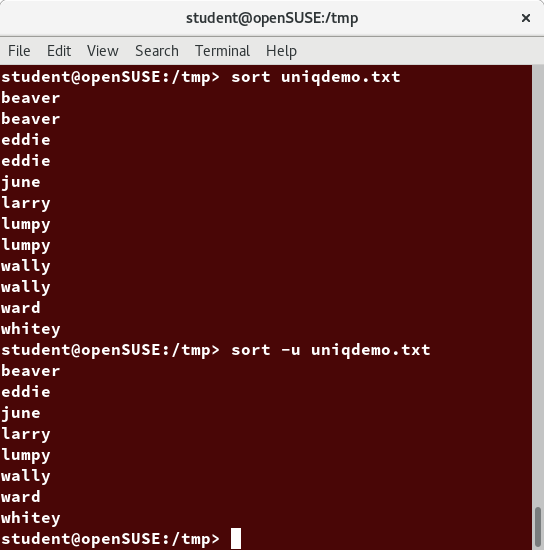 student@openSUSE:/tmp
File Edit View Search Terminal Help
student@openSUSE:/tmp> sort uniqdemo.txt
beaver
beaver
eddie
eddie
june
larry
lumpy
lumpy
wally
wally
ward
whitey
student@openSUSE:/tmp> sort -u uniqdemo.txt
beaver
eddie
june
larry
lumpy
wally
ward
whitey
student@openSUSE:/tmp>